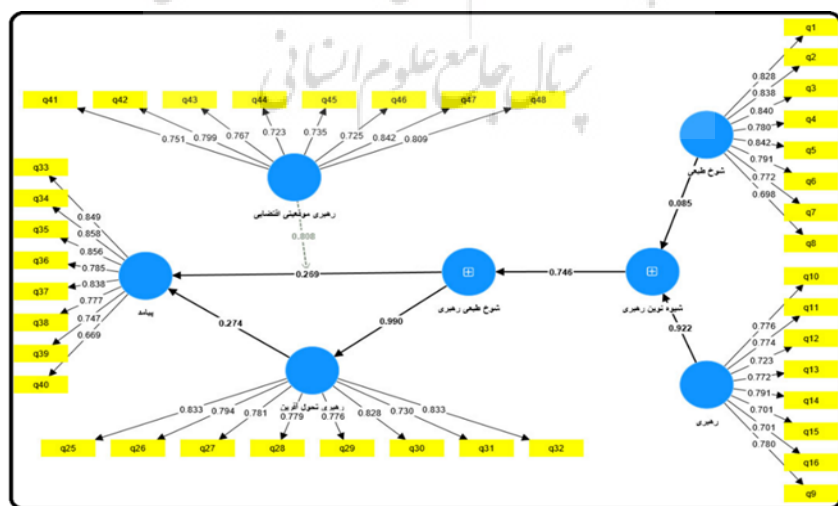 پرتال جامع علوم انسانی
q1
q2
q3
q4
q5
q6
q7
q8
0.828
0.838
0.840
0.780
0.842
0.791
0.772
0.698
شوخ طبعی
0.085
q41
q42
q43
q44
q45
q46
q47
q48
0.751
0.799
0.767
0.723
0.735
0.725
0.842
0.809
رهبری موقعیتی اقتضایی
0.808
q33
q34
q35
q36
q37
q38
q39
q40
0.849
0.858
0.856
0.785
0.838
0.777
0.747
0.669
پیامد
0.269
شوخ طبعی رهبری
0.746
شیوه نوین رهبری
0.274
0.990
0.922
q10
q11
q12
q13
q14
q15
q16
q9
0.776
0.774
0.723
0.772
0.791
0.701
0.701
0.780
رهبری
رهبری تحول آفرین
0.833
0.794
0.781
0.779
0.776
0.828
0.730
0.833
q25
q26
q27
q28
q29
q30
q31
q32